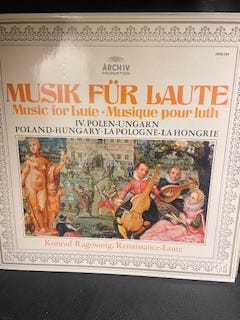 ARCHIV
PRODUKTION
MUSIK FÜR LAUTE
Music for Lute · Musique pour luth
IV. POLEN-UNGARN
POLAND-HUNGARY · LA POLOGNE-LA HONGRIE
Konrad Ragossnig, Renaissance-Laute